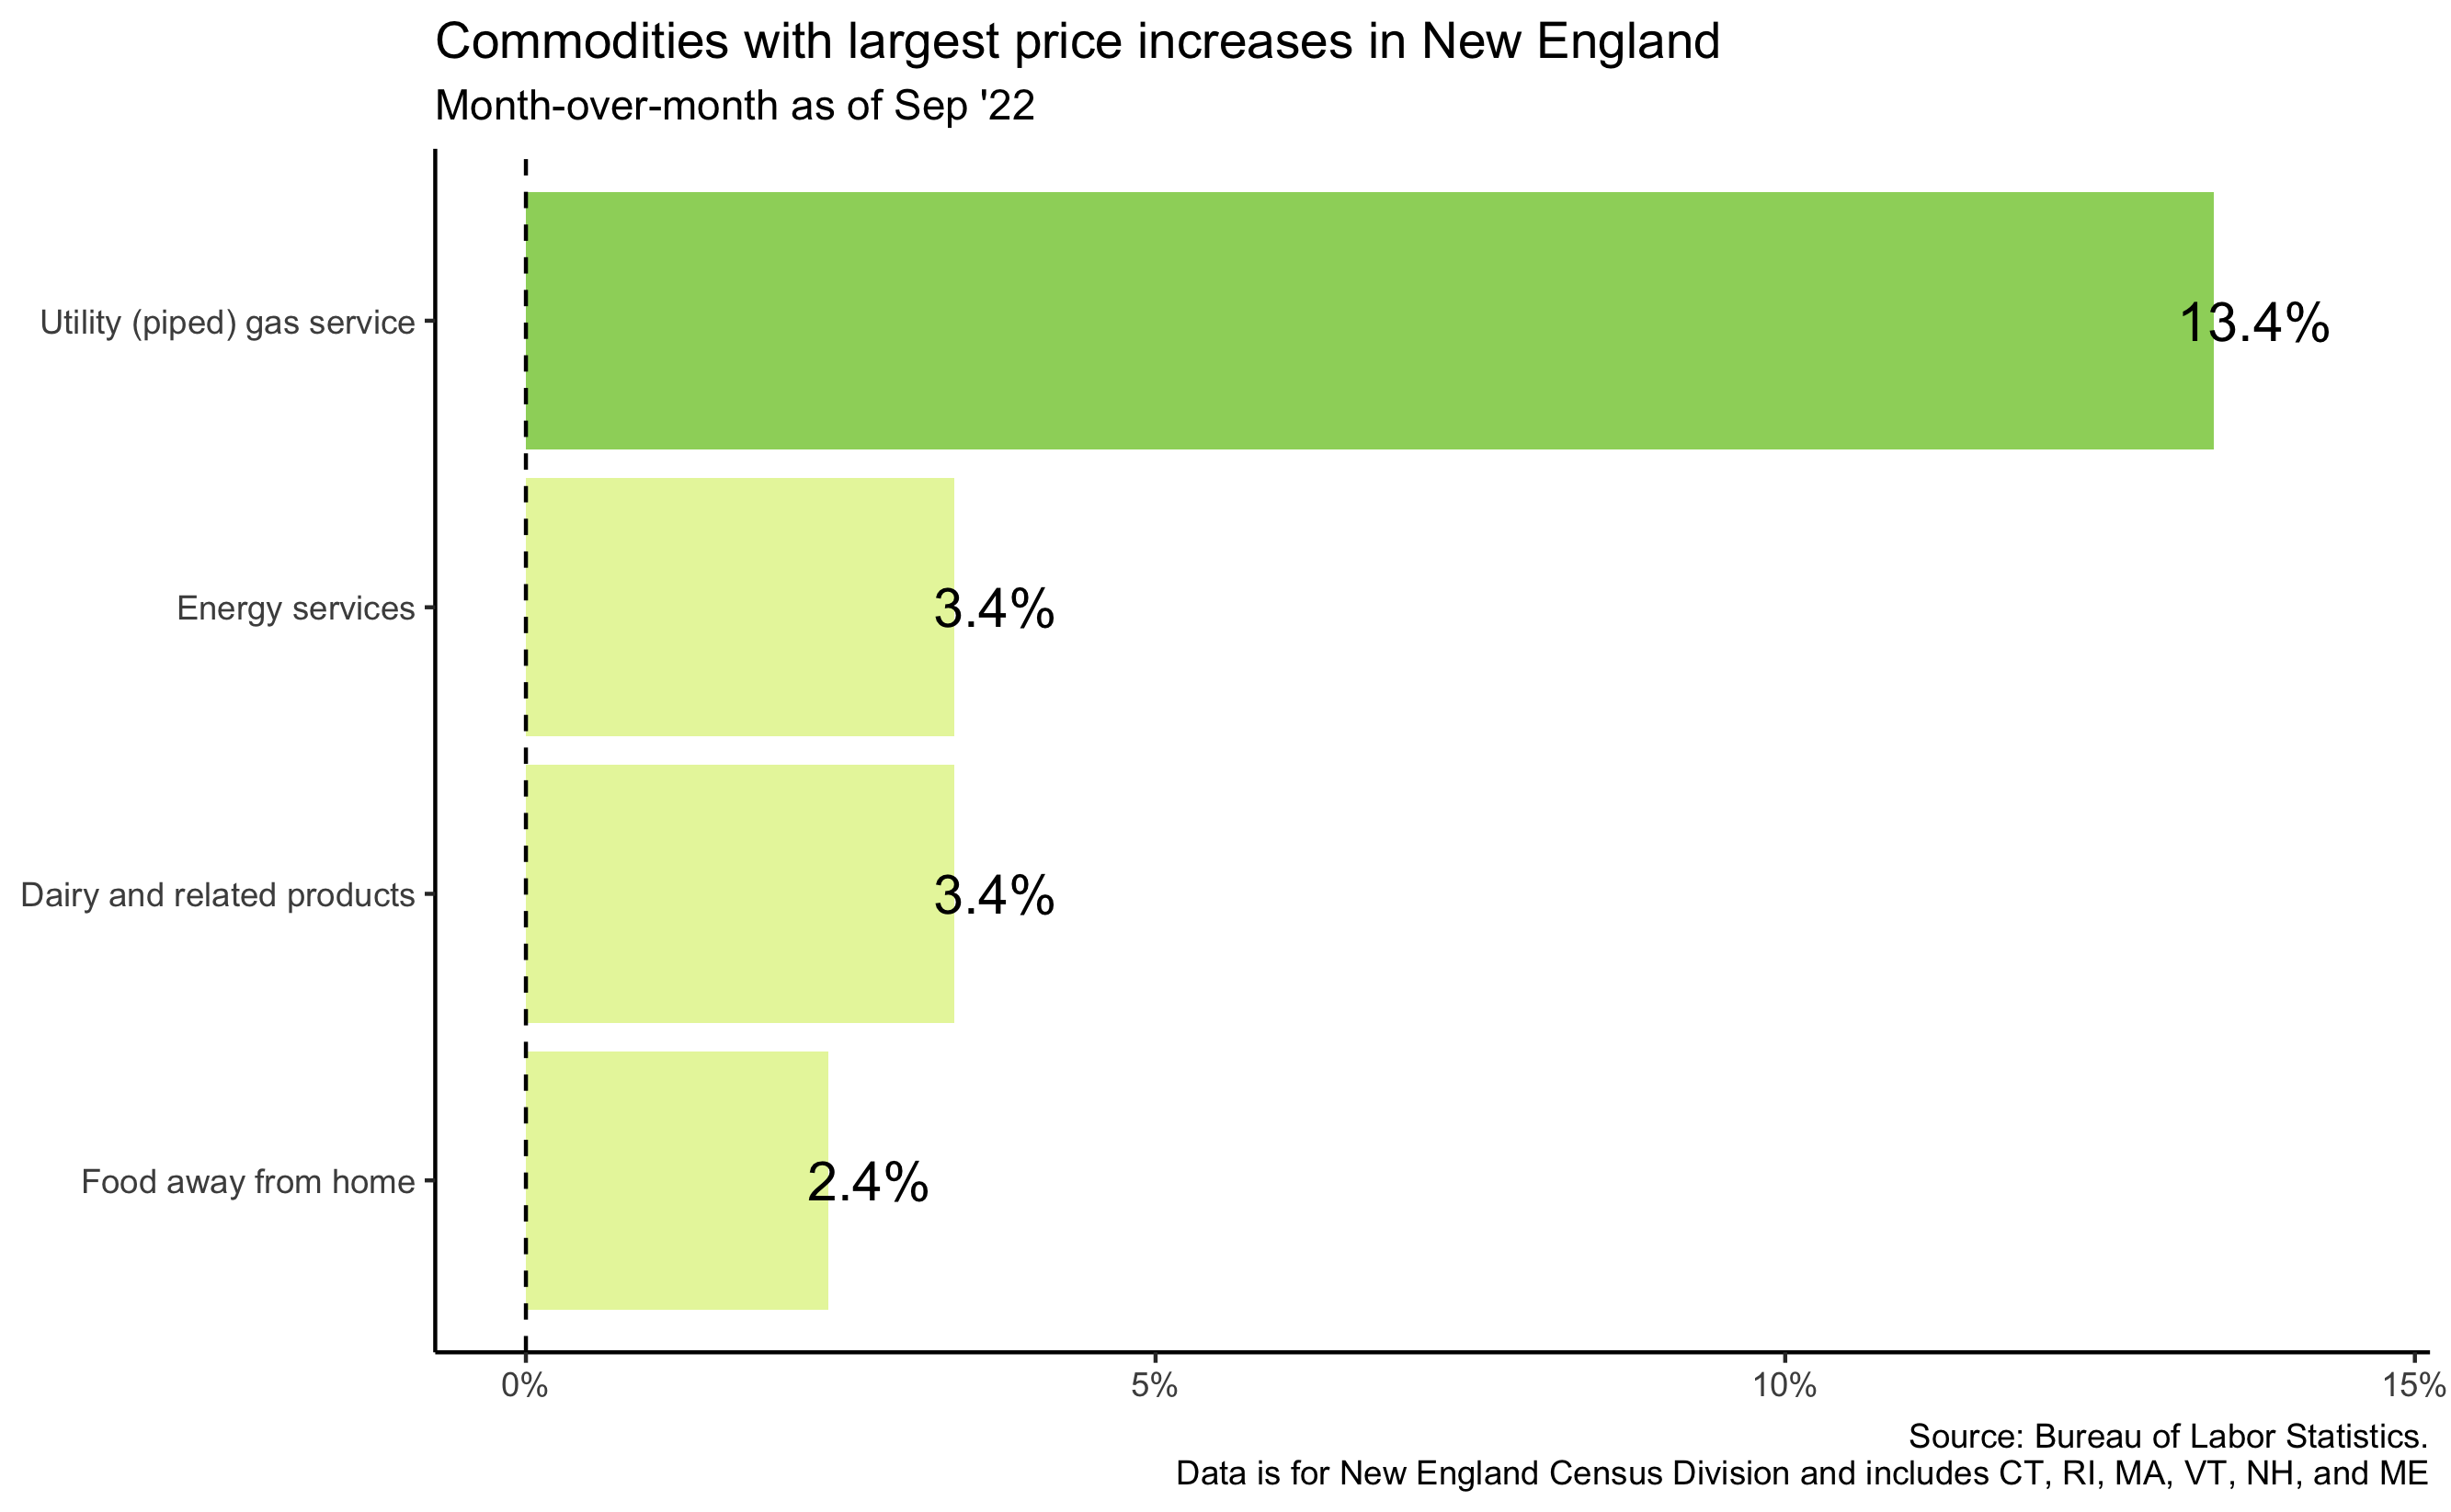 Commodities with largest price increases in New England
Month-over-month as of Sep '22
Utility (piped) gas service
13.4%
Energy services
3.4%
Dairy and related products
3.4%
Food away from home
2.4%
0%
5%
10%
15%
Source: Bureau of Labor Statistics.
Data is for New England Census Division and includes CT, RI, MA, VT, NH, and ME